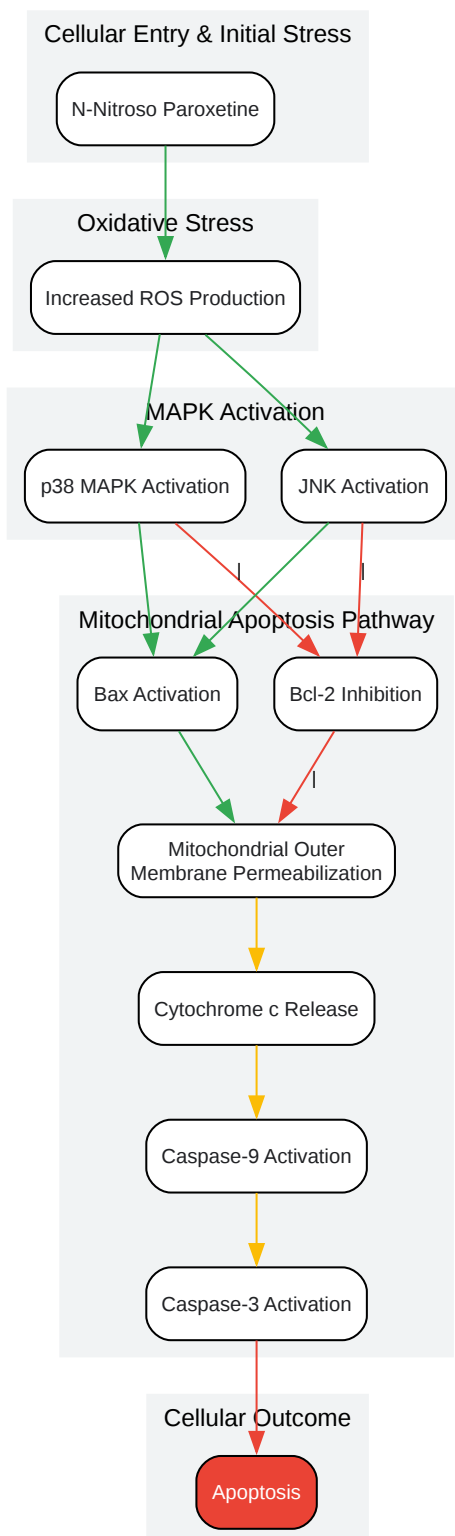 Cellular Entry & Initial Stress
N-Nitroso Paroxetine
Oxidative Stress
Increased ROS Production
MAPK Activation
p38 MAPK Activation
JNK Activation
|
|
Mitochondrial Apoptosis Pathway
Bax Activation
Bcl-2 Inhibition
|
Mitochondrial Outer
Membrane Permeabilization
Cytochrome c Release
Caspase-9 Activation
Caspase-3 Activation
Cellular Outcome
Apoptosis